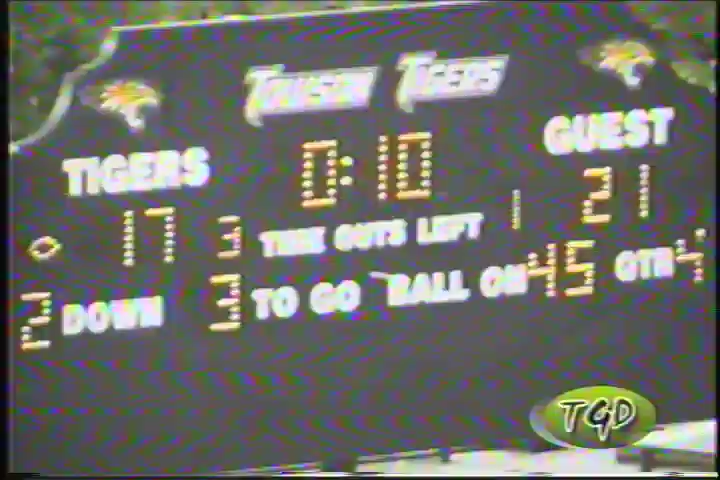 TOWSON TIGERS
TIGERS 0:10 GUEST
17 3 TIME OUTS LEFT 1 21
2 DOWN 3 TO GO BALL ON 45 QTR 4
TGD